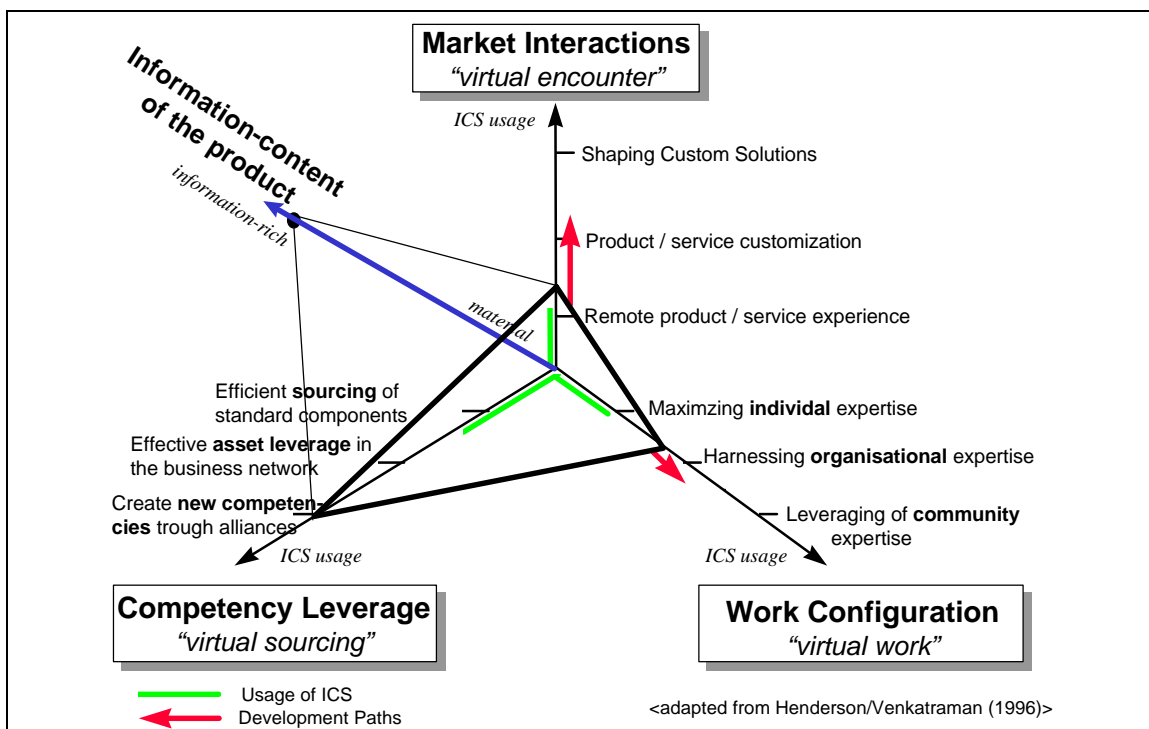 Market Interactions
“virtual encounter”
Information-content
of the product
information-rich
material
ICS usage
Shaping Custom Solutions
Product / service customization
Remote product / service experience
Efficient sourcing of
standard components
Effective asset leverage in
the business network
Create new competen-
cies trough alliances
ICS usage
Maximzing individal expertise
Harnessing organisational expertise
Leveraging of community
expertise
ICS usage
Competency Leverage
“virtual sourcing”
Work Configuration
“virtual work”
Usage of ICS
Development Paths
<adapted from Henderson/Venkatraman (1996)>